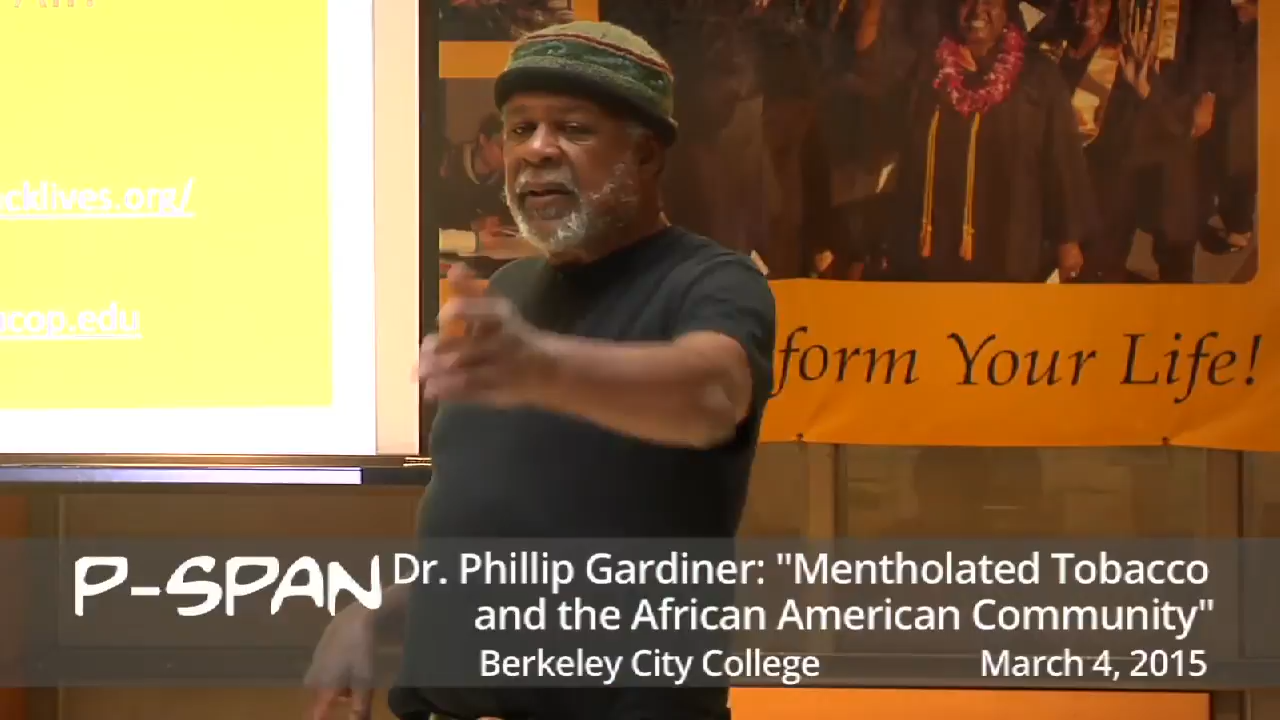 cklives.org/
cop.edu
form Your Life!
P-SPAN
Dr. Phillip Gardiner: "Mentholated Tobacco
and the African American Community"
Berkeley City College March 4, 2015